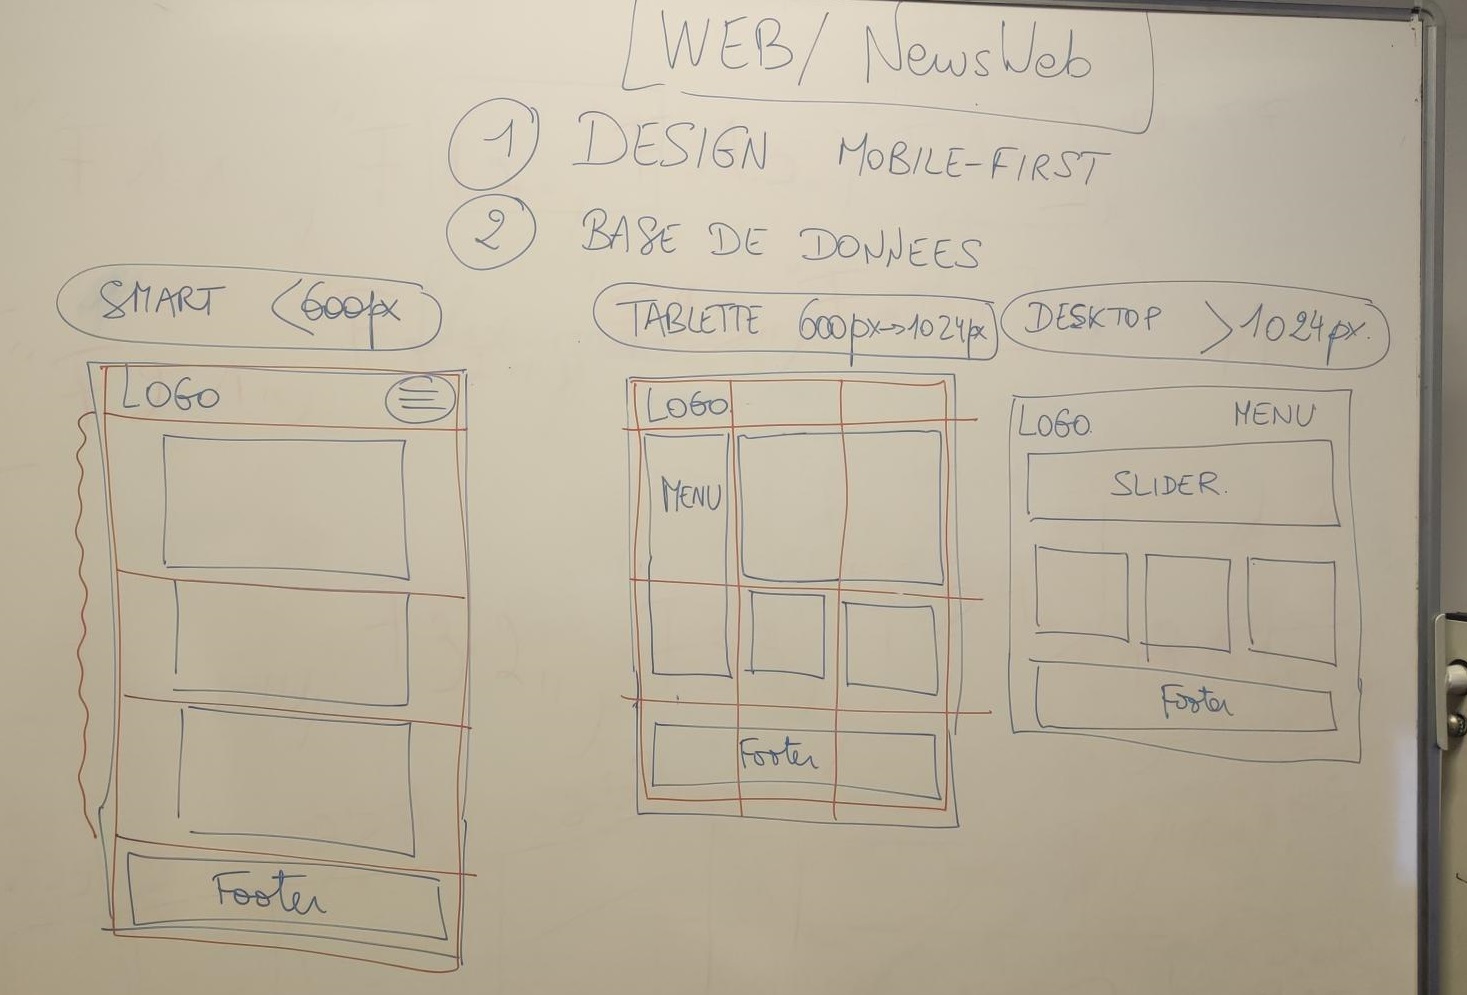 WEB/ NewsWeb
1 DESIGN MOBILE-FIRST
2 BASE DE DONNEES
SMART <600px
LOGO
Footer
TABLETTE 600px->1024px
LOGO
MENU
Footer
DESKTOP >1024px.
LOGO. MENU
SLIDER.
Footer